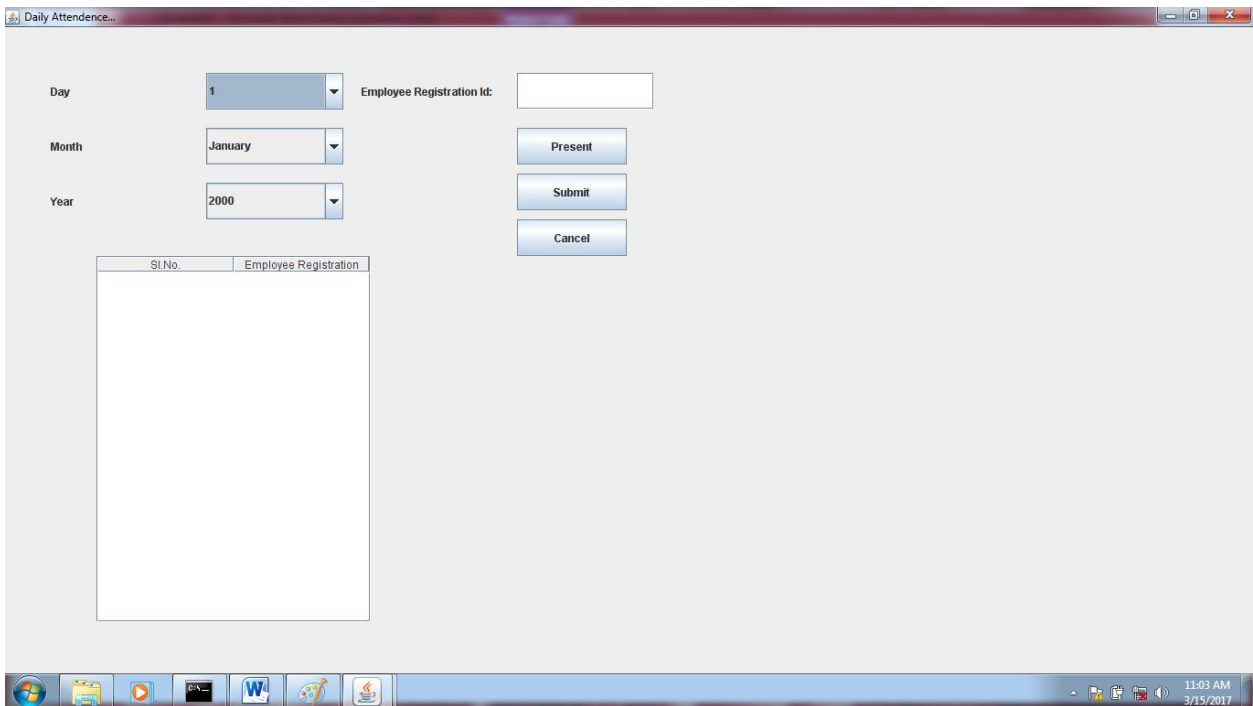 Daily Attendence...
Day
1
Employee Registration Id:
Month
January
Present
Year
2000
Submit
Cancel
Sl.No.
Employee Registration
C:\_
W
11:03 AM
3/15/2017